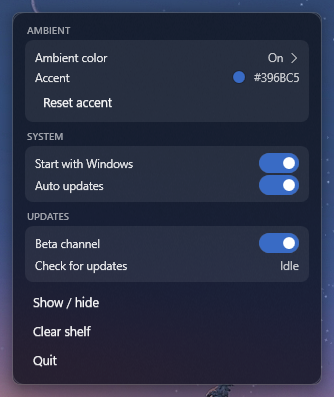 AMBIENT
Ambient color On
Accent #396BC5
Reset accent
SYSTEM
Start with Windows
Auto updates
UPDATES
Beta channel
Check for updates Idle
Show / hide
Clear shelf
Quit